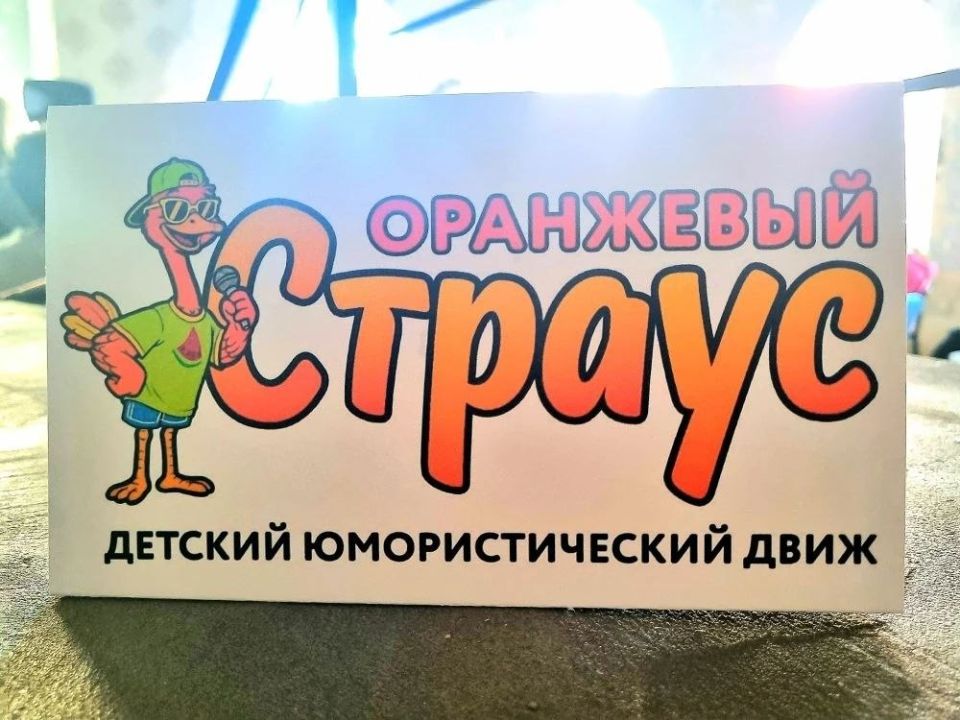 ОРАНЖЕВЫЙ
Страус
ДЕТСКИЙ ЮМОРИСТИЧЕСКИЙ ДВИЖ